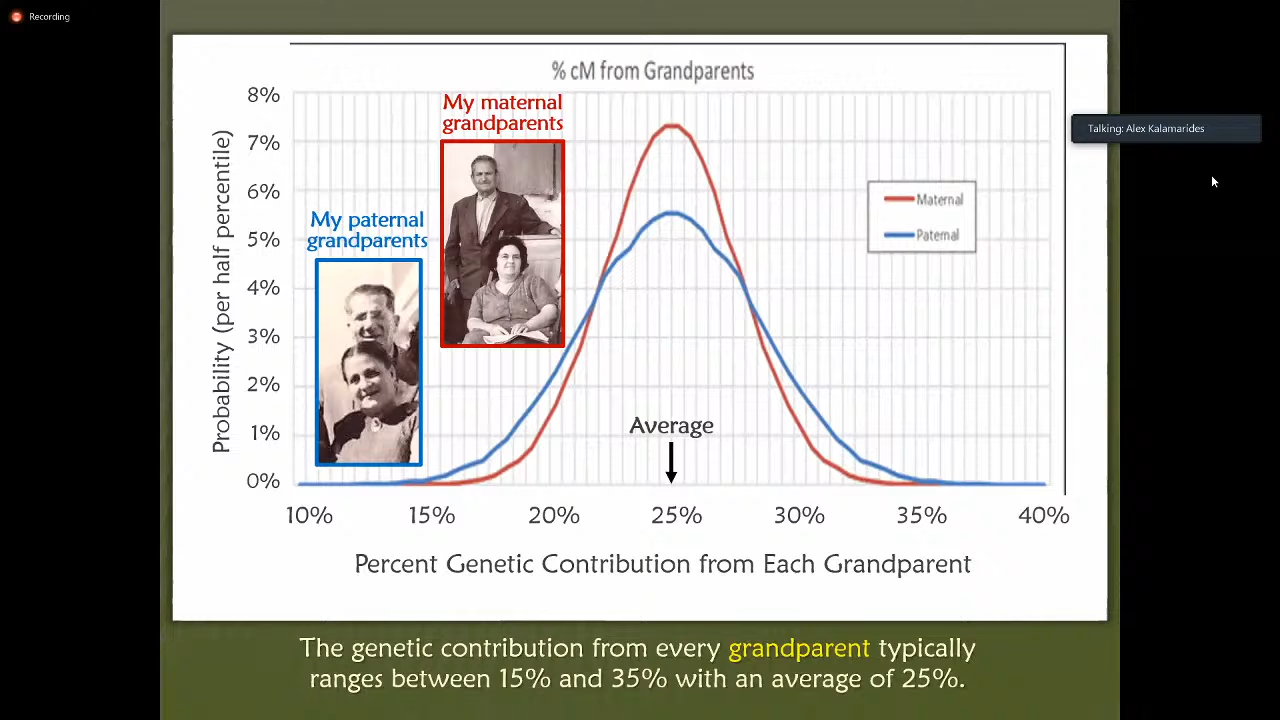 Recording
% cM from Grandparents
My maternal
grandparents
My paternal
grandparents
Talking: Alex Kalamarides
8%
7%
6%
5%
4%
3%
2%
1%
0%
Probability (per half percentile)
Maternal
Paternal
Average
10% 15% 20% 25% 30% 35% 40%
Percent Genetic Contribution from Each Grandparent
The genetic contribution from every grandparent typically
ranges between 15% and 35% with an average of 25%.